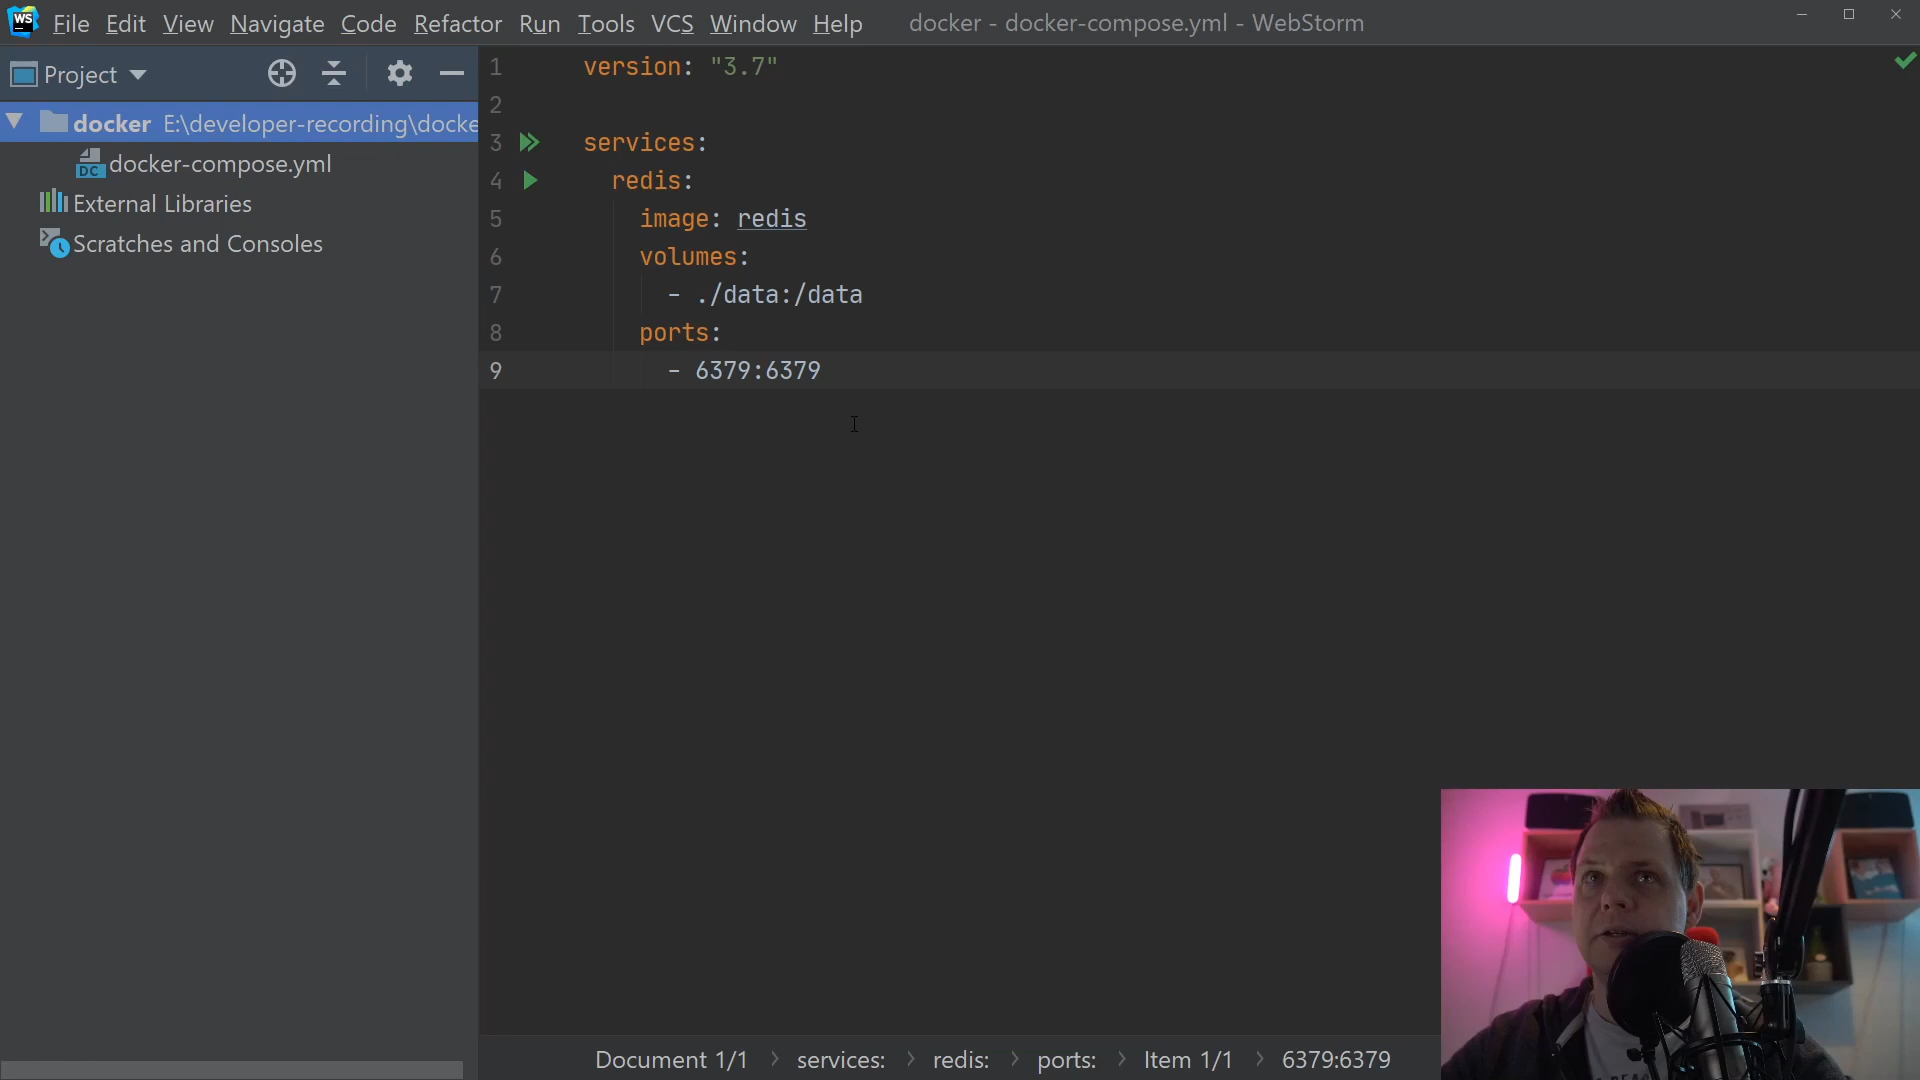 WS File Edit View Navigate Code Refactor Run Tools VCS Window Help docker - docker-compose.yml - WebStorm
Project
docker E:\developer-recording\docke
DC docker-compose.yml
External Libraries
Scratches and Consoles
1 version: "3.7"
2
3 services:
4 redis:
5 image: redis
6 volumes:
7 - ./data:/data
8 ports:
9 - 6379:6379
Document 1/1 › services: › redis: › ports: › Item 1/1 › 6379:6379